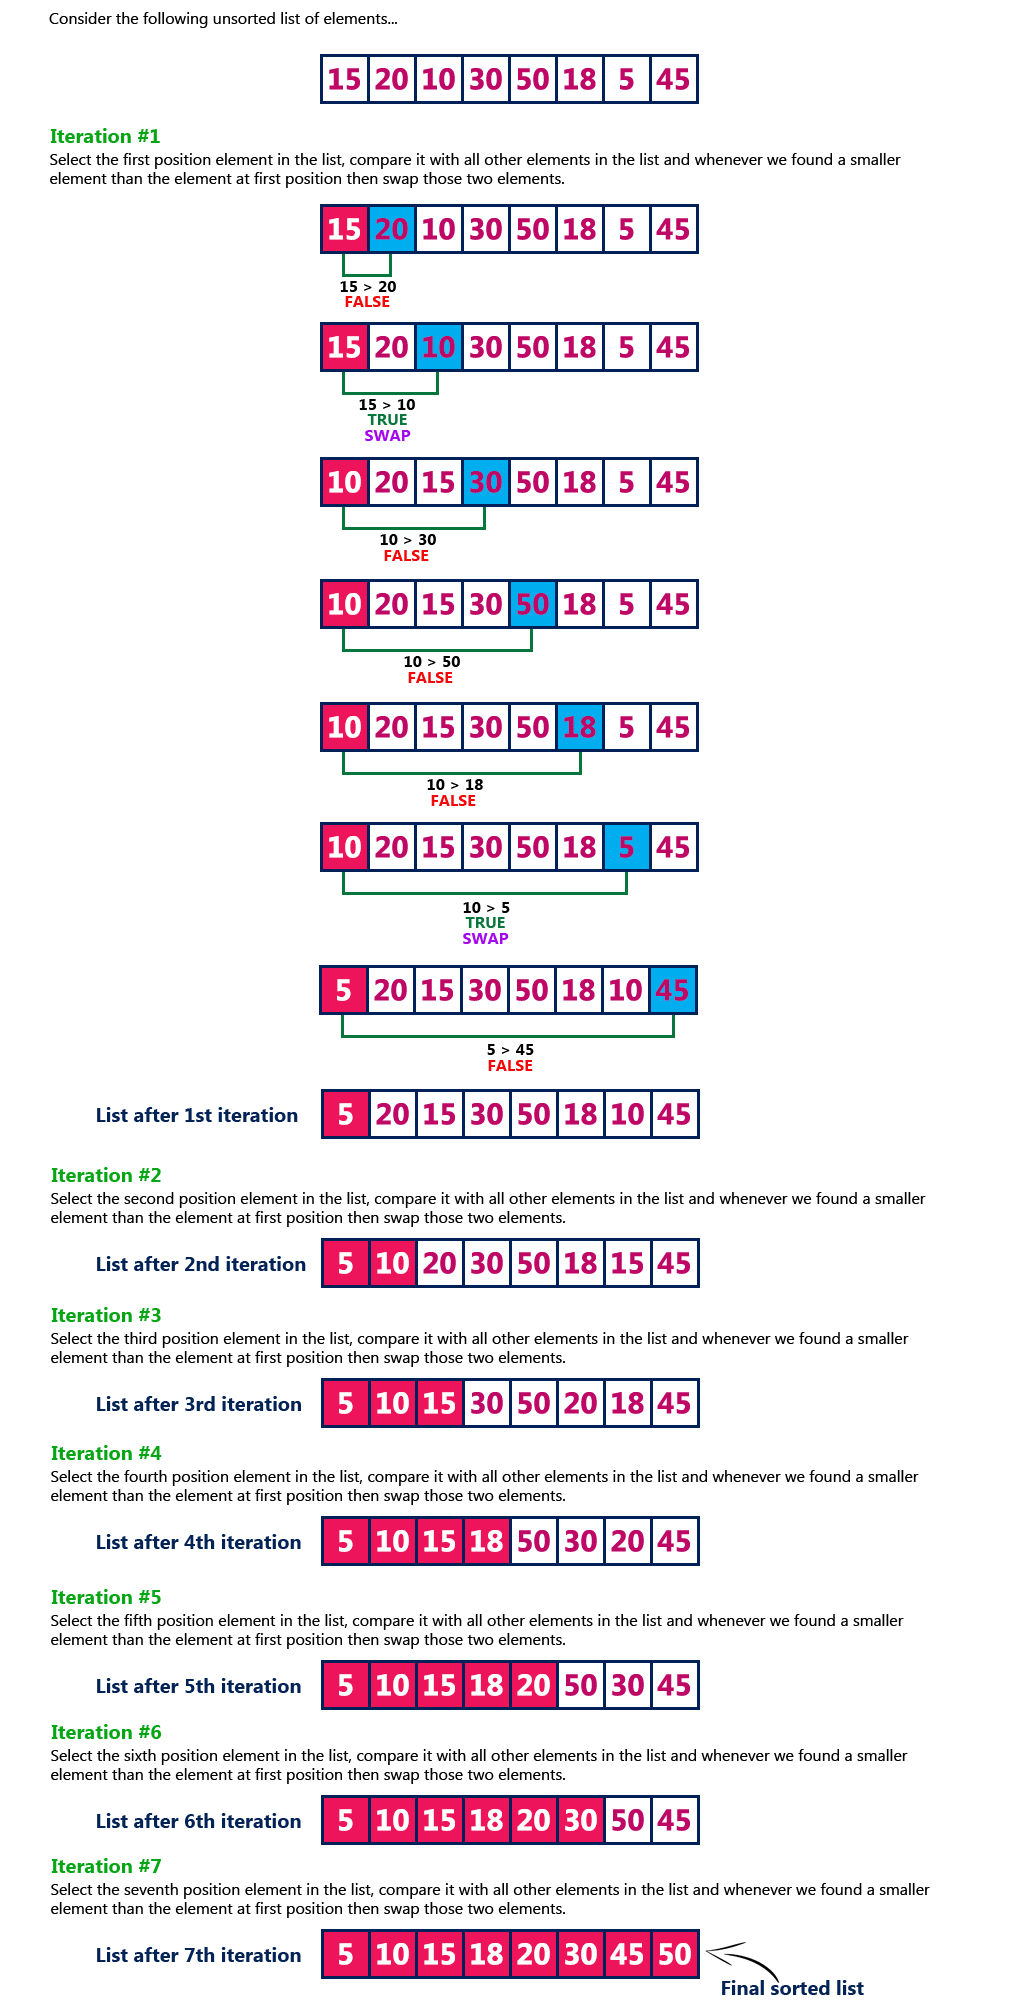 Consider the following unsorted list of elements...
15 20 10 30 50 18 5 45
Iteration #1
Select the first position element in the list, compare it with all other elements in the list and whenever we found a smaller
element than the element at first position then swap those two elements.
15 20 10 30 50 18 5 45
15 > 20
FALSE
15 20 10 30 50 18 5 45
15 > 10
TRUE
SWAP
10 20 15 30 50 18 5 45
10 > 30
FALSE
10 20 15 30 50 18 5 45
10 > 50
FALSE
10 20 15 30 50 18 5 45
10 > 18
FALSE
10 20 15 30 50 18 5 45
10 > 5
TRUE
SWAP
5 20 15 30 50 18 10 45
5 > 45
FALSE
List after 1st iteration 5 20 15 30 50 18 10 45
Iteration #2
Select the second position element in the list, compare it with all other elements in the list and whenever we found a smaller
element than the element at first position then swap those two elements.
List after 2nd iteration 5 10 20 30 50 18 15 45
Iteration #3
Select the third position element in the list, compare it with all other elements in the list and whenever we found a smaller
element than the element at first position then swap those two elements.
List after 3rd iteration 5 10 15 30 50 20 18 45
Iteration #4
Select the fourth position element in the list, compare it with all other elements in the list and whenever we found a smaller
element than the element at first position then swap those two elements.
List after 4th iteration 5 10 15 18 50 30 20 45
Iteration #5
Select the fifth position element in the list, compare it with all other elements in the list and whenever we found a smaller
element than the element at first position then swap those two elements.
List after 5th iteration 5 10 15 18 20 50 30 45
Iteration #6
Select the sixth position element in the list, compare it with all other elements in the list and whenever we found a smaller
element than the element at first position then swap those two elements.
List after 6th iteration 5 10 15 18 20 30 50 45
Iteration #7
Select the seventh position element in the list, compare it with all other elements in the list and whenever we found a smaller
element than the element at first position then swap those two elements.
List after 7th iteration 5 10 15 18 20 30 45 50
Final sorted list